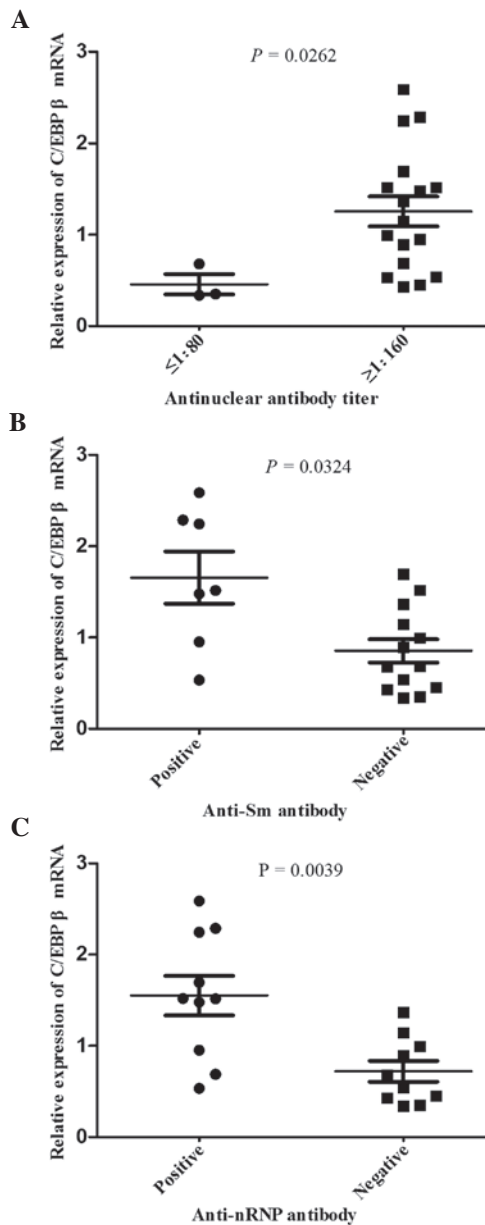 A
Relative expression of C/EBP β mRNA
3
2
1
0
P = 0.0262
≤1:80
≥1:160
Antinuclear antibody titer
B
Relative expression of C/EBP β mRNA
3
2
1
0
P = 0.0324
Positive
Negative
Anti-Sm antibody
C
Relative expression of C/EBP β mRNA
3
2
1
0
P = 0.0039
Positive
Negative
Anti-nRNP antibody